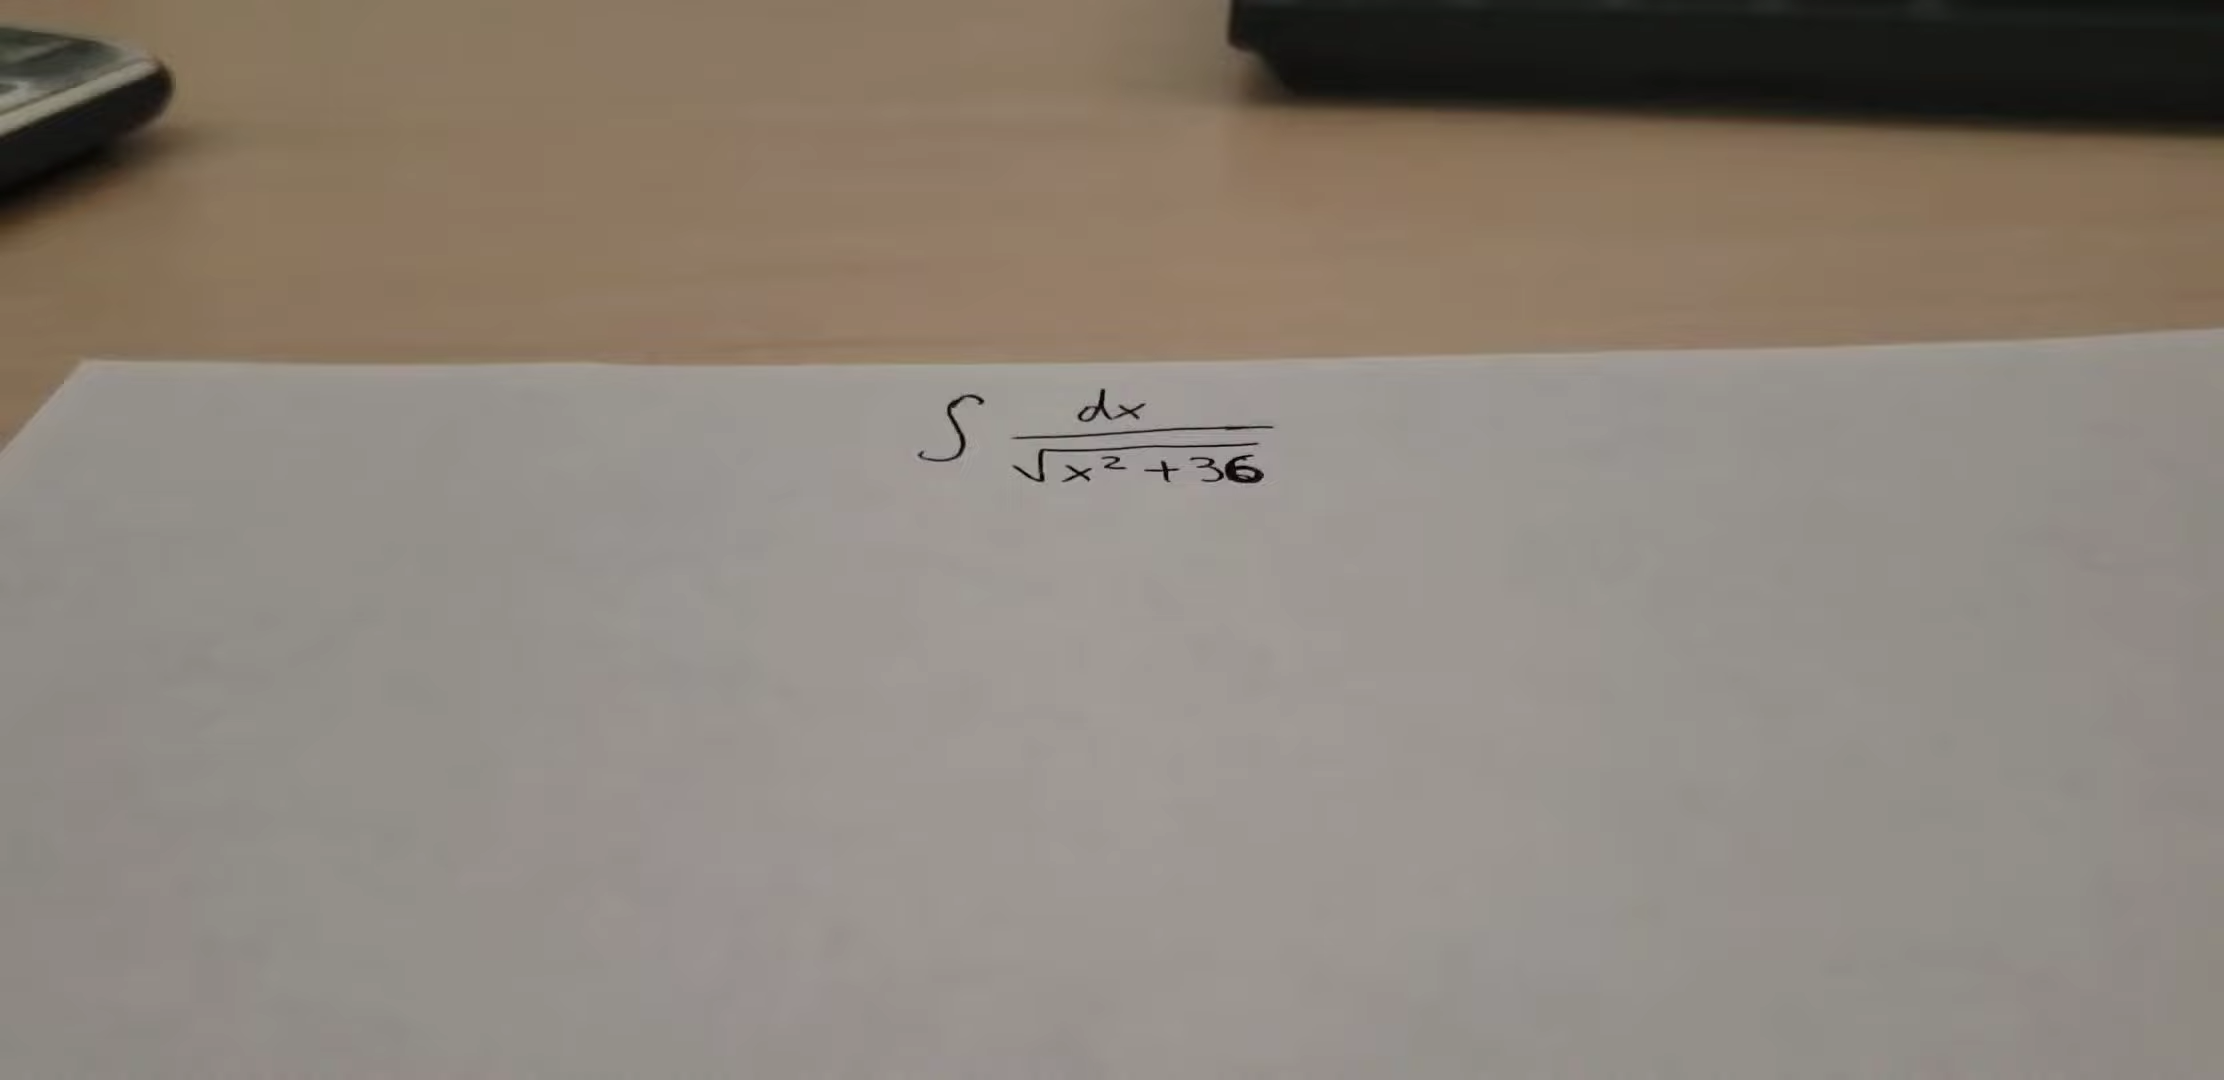 ∫ dx / √(x² + 36)